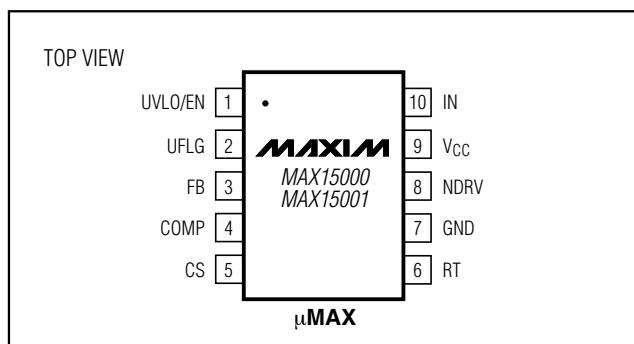 TOP VIEW
UVLO/EN 1
UFLG 2
FB 3
COMP 4
CS 5
MAXIM
MAX15000
MAX15001
10 IN
9 VCC
8 NDRV
7 GND
6 RT
μMAX